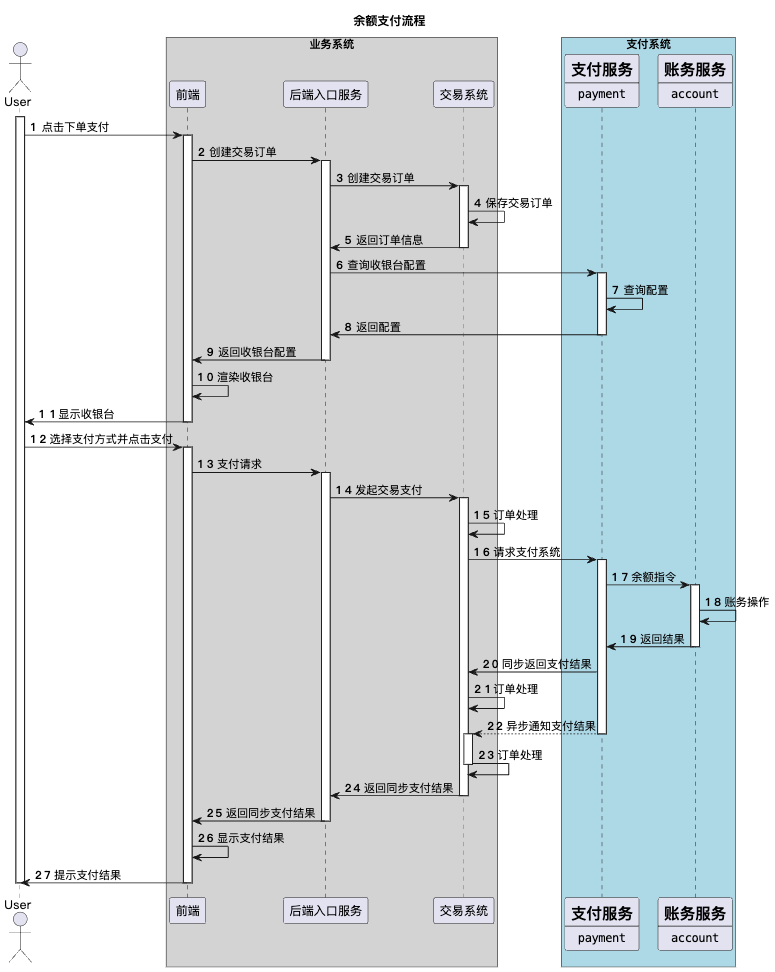 余额支付流程
业务系统
支付系统
User
前端
后端入口服务
交易系统
支付服务
payment
账务服务
account
1 点击下单支付
2 创建交易订单
3 创建交易订单
4 保存交易订单
5 返回订单信息
6 查询收银台配置
7 查询配置
8 返回配置
9 返回收银台配置
10 渲染收银台
11 显示收银台
12 选择支付方式并点击支付
13 支付请求
14 发起交易支付
15 订单处理
16 请求支付系统
17 余额指令
18 账务操作
19 返回结果
20 同步返回支付结果
21 订单处理
22 异步通知支付结果
23 订单处理
24 返回同步支付结果
25 返回同步支付结果
26 显示支付结果
27 提示支付结果
User
前端
后端入口服务
交易系统
支付服务
payment
账务服务
account